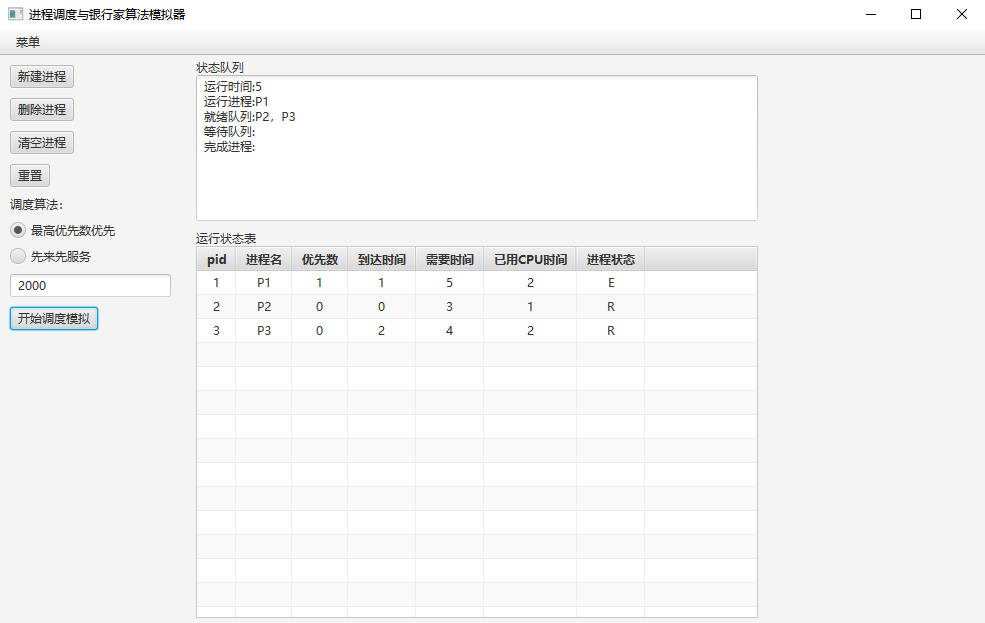 进程调度与银行家算法模拟器
菜单
新建进程
删除进程
清空进程
重置
调度算法:
最高优先数优先
先来先服务
2000
开始调度模拟
状态队列
运行时间:5
运行进程:P1
就绪队列:P2，P3
等待队列:
完成进程:
运行状态表
pid 进程名 优先数 到达时间 需要时间 已用CPU时间 进程状态
1 P1 1 1 5 2 E
2 P2 0 0 3 1 R
3 P3 0 2 4 2 R